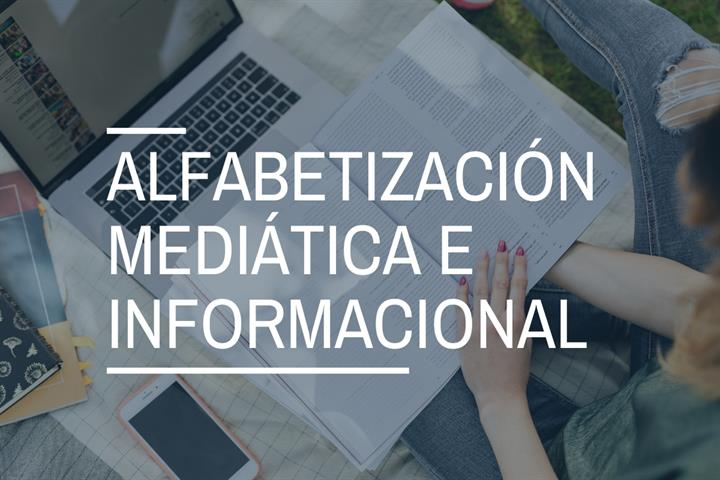 ALFABETIZACIÓN
MEDIÁTICA E
INFORMACIONAL